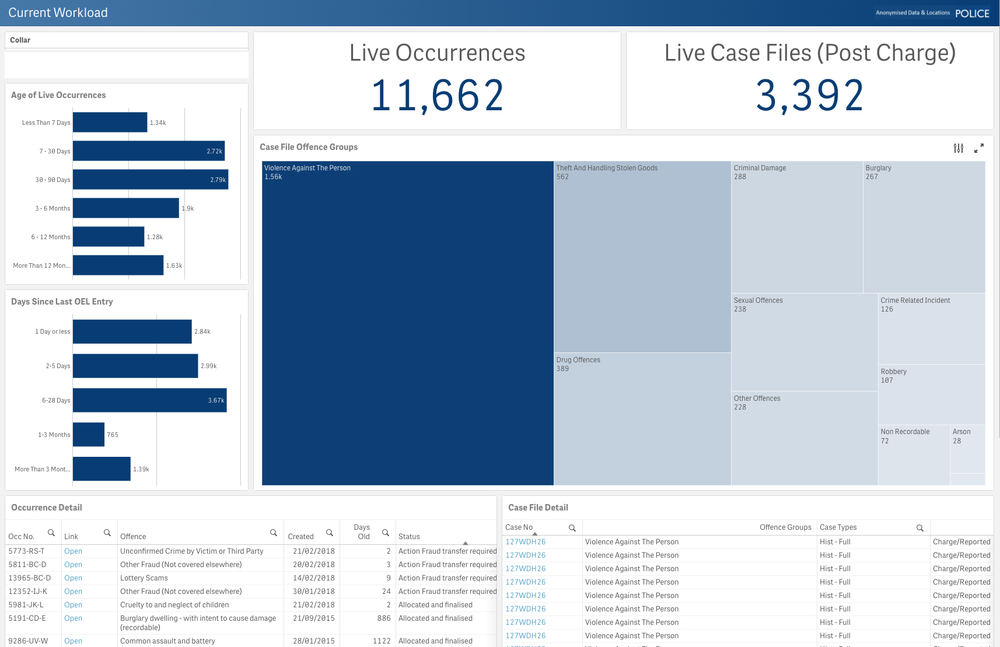 Current Workload
Anonymised Data & Locations POLICE
Collar
Live Occurrences
11,662
Live Case Files (Post Charge)
3,392
Age of Live Occurrences
Less Than 7 Days 1.34k
7 - 30 Days 2.72k
30 - 90 Days 2.79k
3 - 6 Months 1.9k
6 - 12 Months 1.28k
More Than 12 Mon... 1.63k
Days Since Last OEL Entry
1 Day or less 2.84k
2-5 Days 2.99k
6-28 Days 3.67k
1-3 Months 765
More Than 3 Mont... 1.39k
Case File Offence Groups
Violence Against The Person
1.56k
Theft And Handling Stolen Goods
562
Drug Offences
389
Criminal Damage
288
Burglary
267
Sexual Offences
238
Other Offences
228
Crime Related Incident
126
Robbery
107
Non Recordable
72
Arson
28
Occurrence Detail
Occ No. Link Offence Created Days Old Status
5773-RS-T Open Unconfirmed Crime by Victim or Third Party 21/02/2018 2 Action Fraud transfer required
5811-BC-D Open Other Fraud (Not covered elsewhere) 20/02/2018 3 Action Fraud transfer required
13965-BC-D Open Lottery Scams 14/02/2018 9 Action Fraud transfer required
12352-IJ-K Open Other Fraud (Not covered elsewhere) 30/01/2018 24 Action Fraud transfer required
5981-JK-L Open Cruelty to and neglect of children 21/02/2018 2 Allocated and finalised
5191-CD-E Open Burglary dwelling - with intent to cause damage (recordable) 21/09/2015 886 Allocated and finalised
9286-UV-W Open Common assault and battery 28/01/2015 1122 Allocated and finalised
Case File Detail
Case No Offence Groups Case Types
127WDH26 Violence Against The Person Hist - Full Charge/Reported
127WDH26 Violence Against The Person Hist - Full Charge/Reported
127WDH26 Violence Against The Person Hist - Full Charge/Reported
127WDH26 Violence Against The Person Hist - Full Charge/Reported
127WDH26 Violence Against The Person Hist - Full Charge/Reported
127WDH26 Violence Against The Person Hist - Full Charge/Reported
127WDH26 Violence Against The Person Hist - Full Charge/Reported
127WDH26 Violence Against The Person Hist - Full Charge/Reported